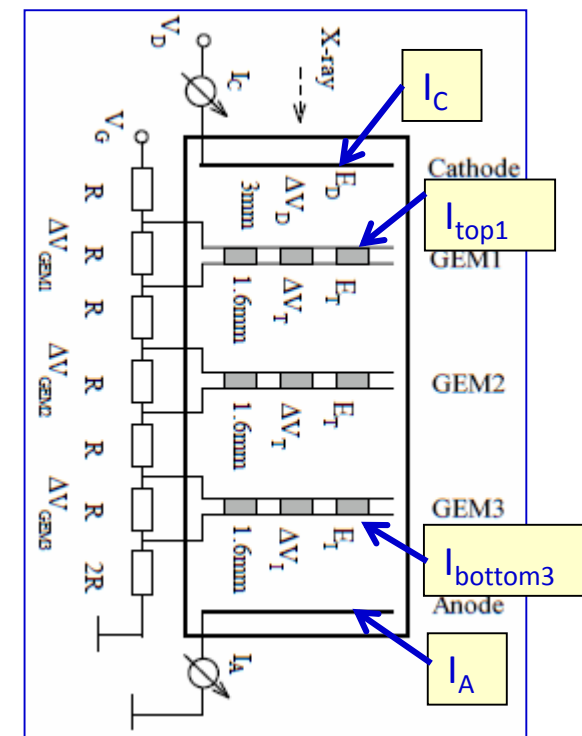 V_D
I_C
X-ray
I_C
V_G
Cathode
R
3mm
ΔV_D
E_D
I_top1
ΔV_GEM1
R
GEM1
R
1.6mm
ΔV_T
E_T
ΔV_GEM2
R
GEM2
R
1.6mm
ΔV_T
E_T
ΔV_GEM3
R
GEM3
2R
1.6mm
ΔV_I
E_T
I_bottom3
Anode
I_A
I_A